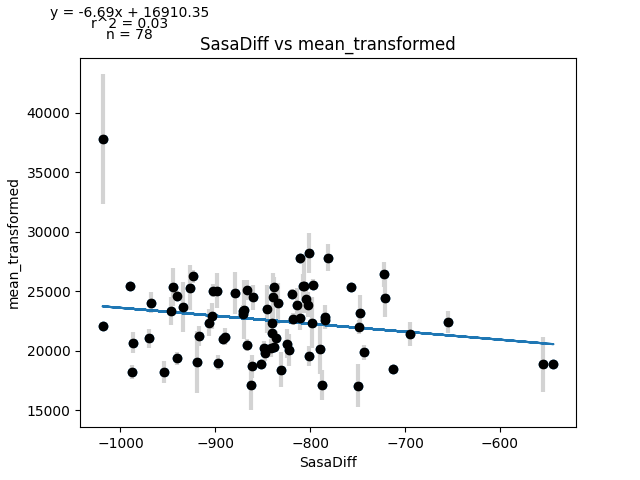 y = -6.69x + 16910.35
r^2 = 0.03
n = 78
SasaDiff vs mean_transformed
mean_transformed
40000
35000
30000
25000
20000
15000
−1000
−900
−800
−700
−600
SasaDiff